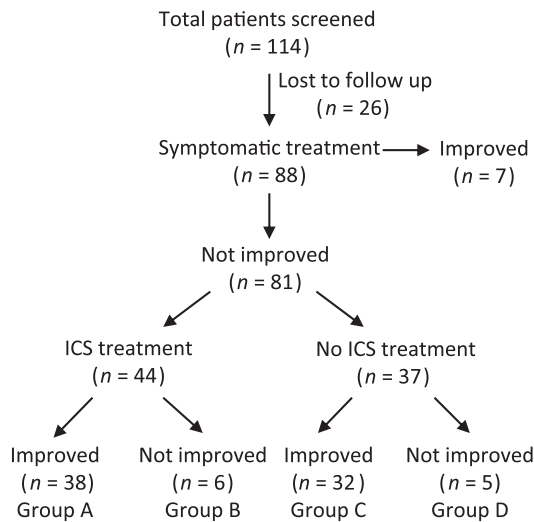 Total patients screened
(n = 114)
Lost to follow up
(n = 26)
Symptomatic treatment
(n = 88)
Improved
(n = 7)
Not improved
(n = 81)
ICS treatment
(n = 44)
No ICS treatment
(n = 37)
Improved
(n = 38)
Group A
Not improved
(n = 6)
Group B
Improved
(n = 32)
Group C
Not improved
(n = 5)
Group D